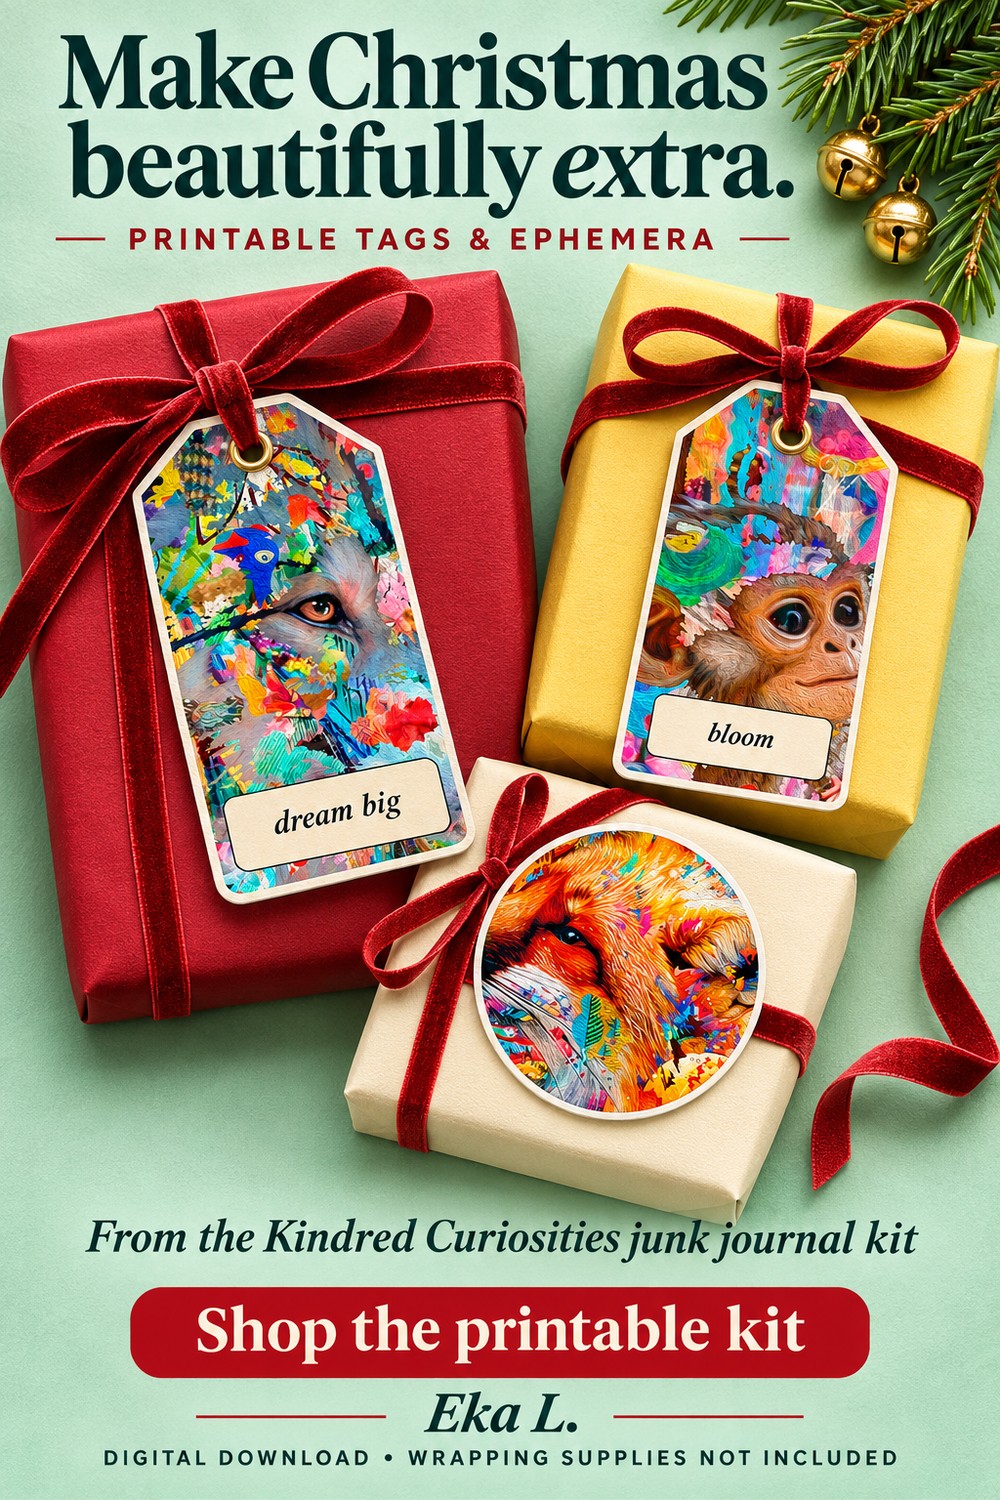 Make Christmas
beautifully extra.
PRINTABLE TAGS & EPHEMERA
dream big
bloom
From the Kindred Curiosities junk journal kit
Shop the printable kit
Eka L.
DIGITAL DOWNLOAD • WRAPPING SUPPLIES NOT INCLUDED